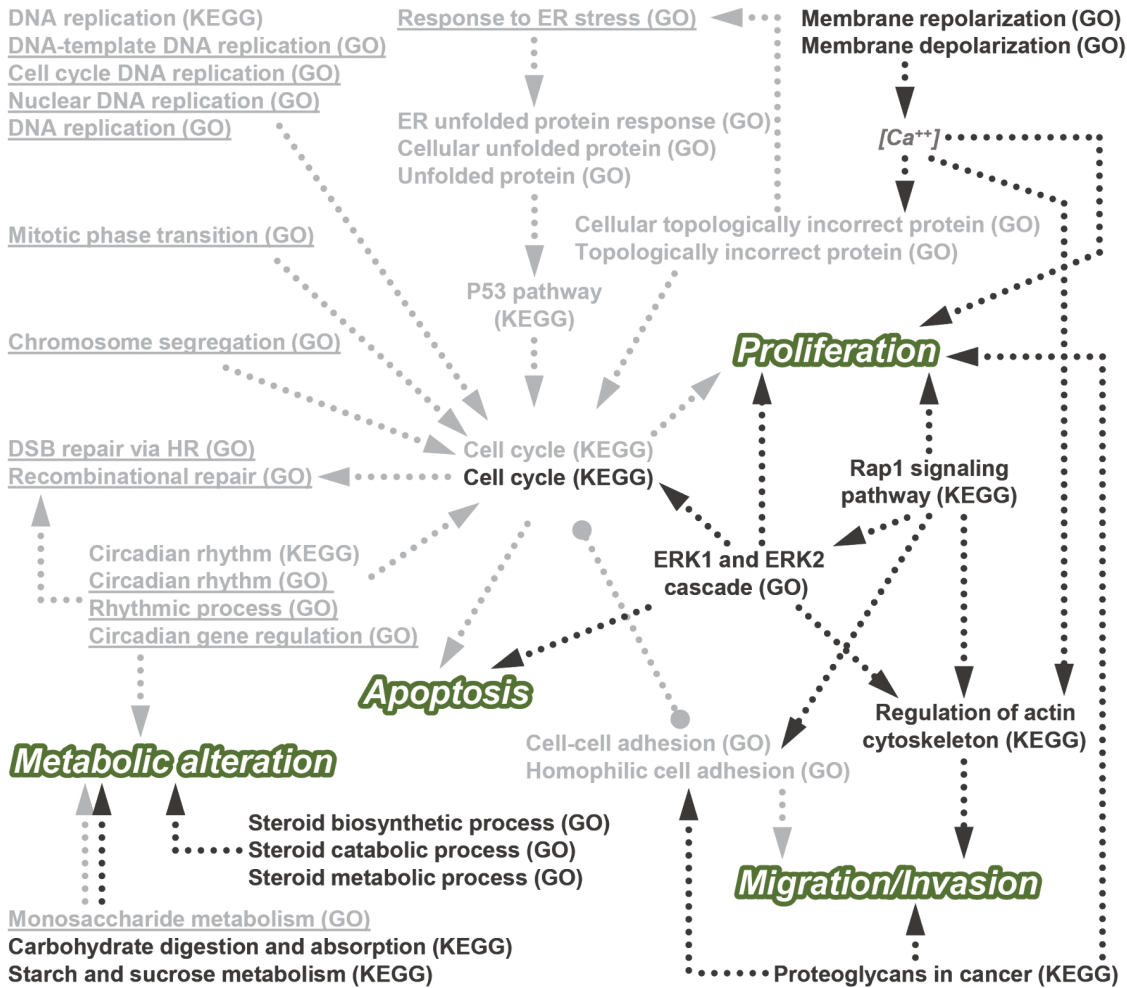 DNA replication (KEGG)
DNA-template DNA replication (GO)
Cell cycle DNA replication (GO)
Nuclear DNA replication (GO)
DNA replication (GO)
Response to ER stress (GO)
Membrane repolarization (GO)
Membrane depolarization (GO)
ER unfolded protein response (GO)
Cellular unfolded protein (GO)
Unfolded protein (GO)
[Ca++]
Mitotic phase transition (GO)
Cellular topologically incorrect protein (GO)
Topologically incorrect protein (GO)
P53 pathway
(KEGG)
Chromosome segregation (GO)
Proliferation
DSB repair via HR (GO)
Recombinational repair (GO)
Cell cycle (KEGG)
Cell cycle (KEGG)
Rap1 signaling
pathway (KEGG)
Circadian rhythm (KEGG)
Circadian rhythm (GO)
Rhythmic process (GO)
Circadian gene regulation (GO)
ERK1 and ERK2
cascade (GO)
Apoptosis
Regulation of actin
cytoskeleton (KEGG)
Metabolic alteration
Cell-cell adhesion (GO)
Homophilic cell adhesion (GO)
Steroid biosynthetic process (GO)
Steroid catabolic process (GO)
Steroid metabolic process (GO)
Migration/Invasion
Monosaccharide metabolism (GO)
Carbohydrate digestion and absorption (KEGG)
Starch and sucrose metabolism (KEGG)
Proteoglycans in cancer (KEGG)